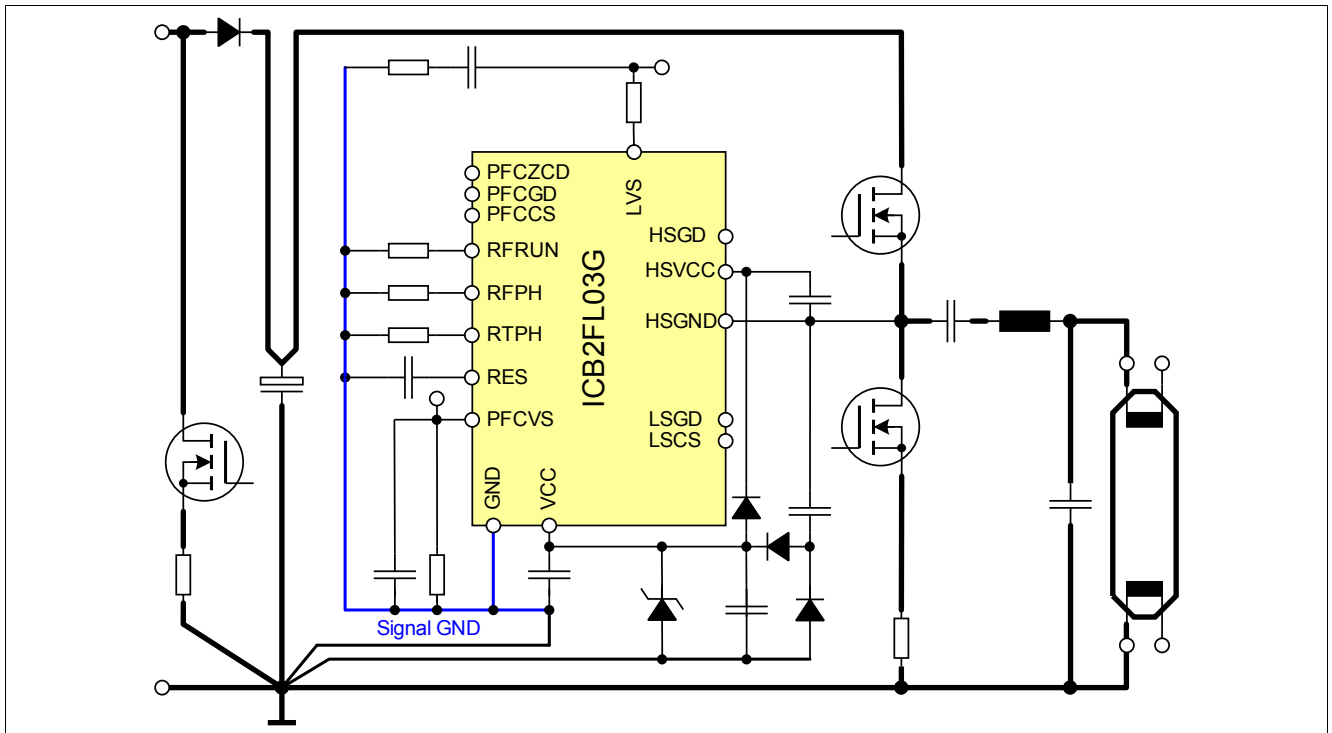 PFCZCD
PFCGD
PFCCS
LVS
HSGD
RFRUN
HSVCC
RFPH
HSGND
RTPH
RES
ICB2FL03G
PFCVS
LSGD
LSCS
GND
VCC
Signal GND